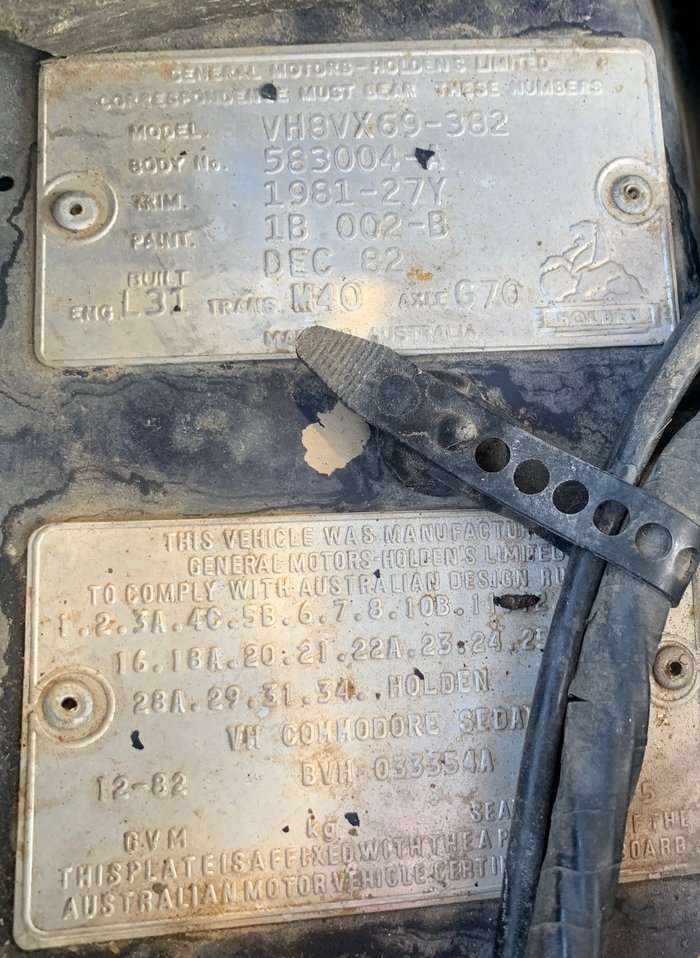 GENERAL MOTORS-HOLDEN'S LIMITED
CORRESPONDENCE MUST BEAR THESE NUMBERS
MODEL. VH8VX69-382
BODY No. 583004-A
TRIM. 1981-27Y
PAINT. 1B 002-B
BUILT DEC 82
ENG L31 TRANS. M40 AXLE G70
HOLDEN
AUSTRALIA
THIS VEHICLE WAS
GENERAL MOTORS-HOLDEN'S LIMITED
TO COMPLY WITH AUSTRALIAN DESIGN
1.2.3A.4C.5B.6.7.8.10B.
16.18A.20.21.22A.23.24.
28A.29.31.34. HOLDEN
VH COMMODORE
BVH 033354A
12-82
5
GVM kg
THIS PLATE IS AFFIXED WITH THE THE
AUSTRALIAN MOTOR VEHICLE